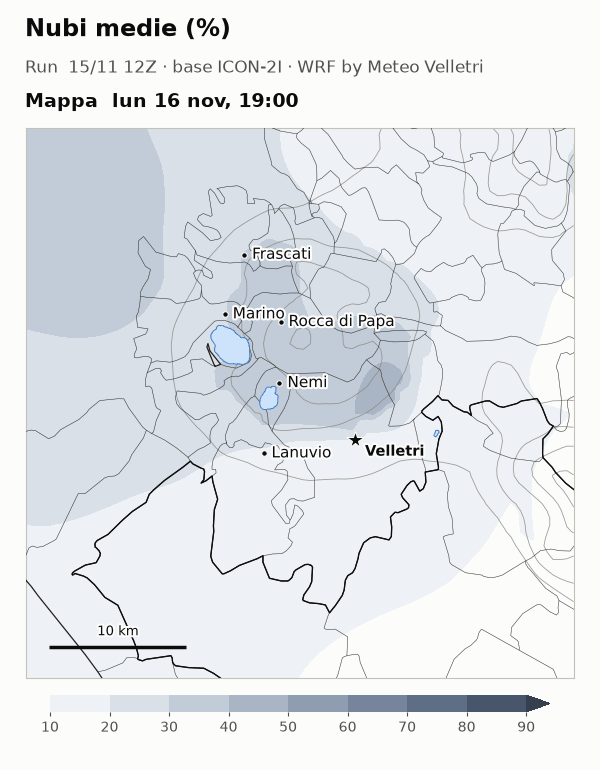 Nubi medie (%)
Run  15/11 12Z · base ICON-2I · WRF by Meteo Velletri
Mappa  lun 16 nov, 19:00
Frascati
Marino
Rocca di Papa
Nemi
Velletri
Lanuvio
10 km
10 20 30 40 50 60 70 80 90